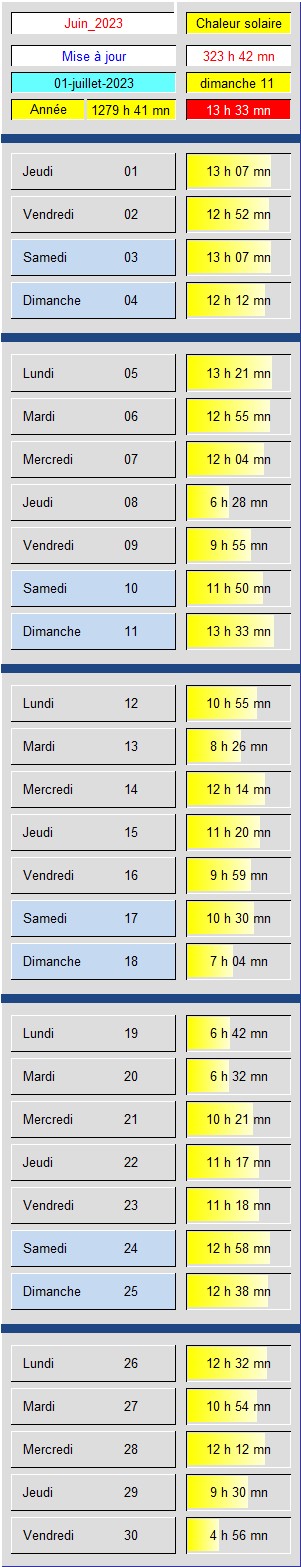 Juin_2023 Chaleur solaire
Mise à jour 323 h 42 mn
01-juillet-2023 dimanche 11
Année 1279 h 41 mn 13 h 33 mn
Jeudi 01 13 h 07 mn
Vendredi 02 12 h 52 mn
Samedi 03 13 h 07 mn
Dimanche 04 12 h 12 mn
Lundi 05 13 h 21 mn
Mardi 06 12 h 55 mn
Mercredi 07 12 h 04 mn
Jeudi 08 6 h 28 mn
Vendredi 09 9 h 55 mn
Samedi 10 11 h 50 mn
Dimanche 11 13 h 33 mn
Lundi 12 10 h 55 mn
Mardi 13 8 h 26 mn
Mercredi 14 12 h 14 mn
Jeudi 15 11 h 20 mn
Vendredi 16 9 h 59 mn
Samedi 17 10 h 30 mn
Dimanche 18 7 h 04 mn
Lundi 19 6 h 42 mn
Mardi 20 6 h 32 mn
Mercredi 21 10 h 21 mn
Jeudi 22 11 h 17 mn
Vendredi 23 11 h 18 mn
Samedi 24 12 h 58 mn
Dimanche 25 12 h 38 mn
Lundi 26 12 h 32 mn
Mardi 27 10 h 54 mn
Mercredi 28 12 h 12 mn
Jeudi 29 9 h 30 mn
Vendredi 30 4 h 56 mn